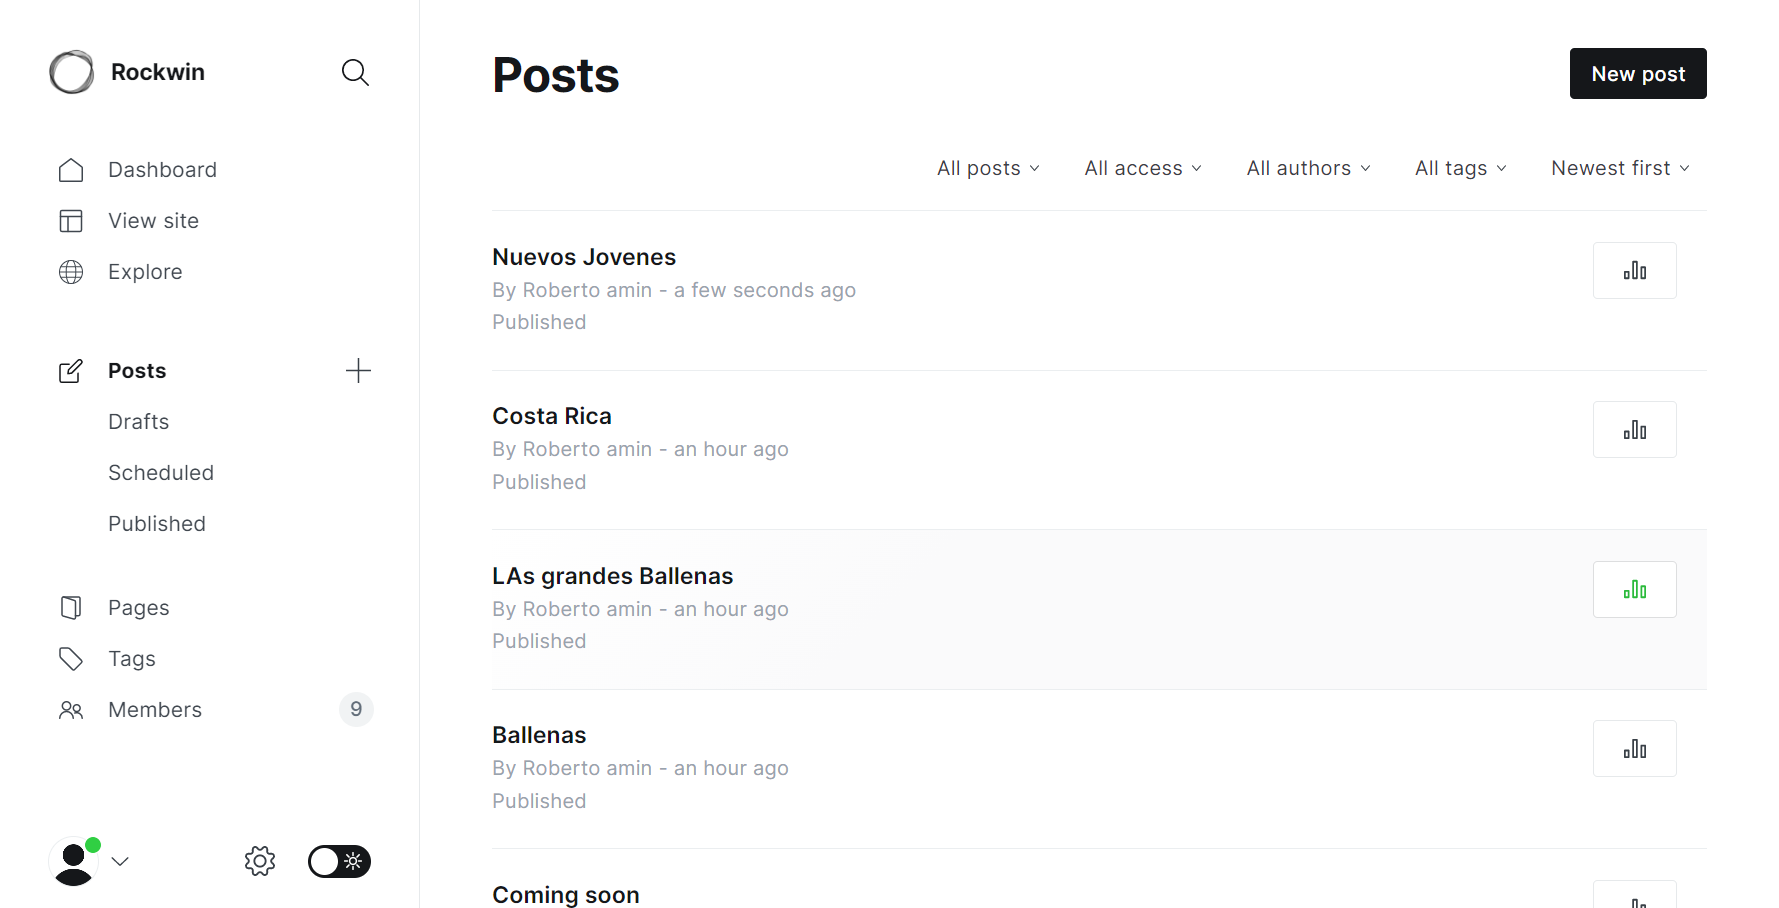 Rockwin
Dashboard
View site
Explore
Posts
Drafts
Scheduled
Published
Pages
Tags
Members 9
Posts
New post
All posts All access All authors All tags Newest first
Nuevos Jovenes
By Roberto amin - a few seconds ago
Published
Costa Rica
By Roberto amin - an hour ago
Published
LAs grandes Ballenas
By Roberto amin - an hour ago
Published
Ballenas
By Roberto amin - an hour ago
Published
Coming soon